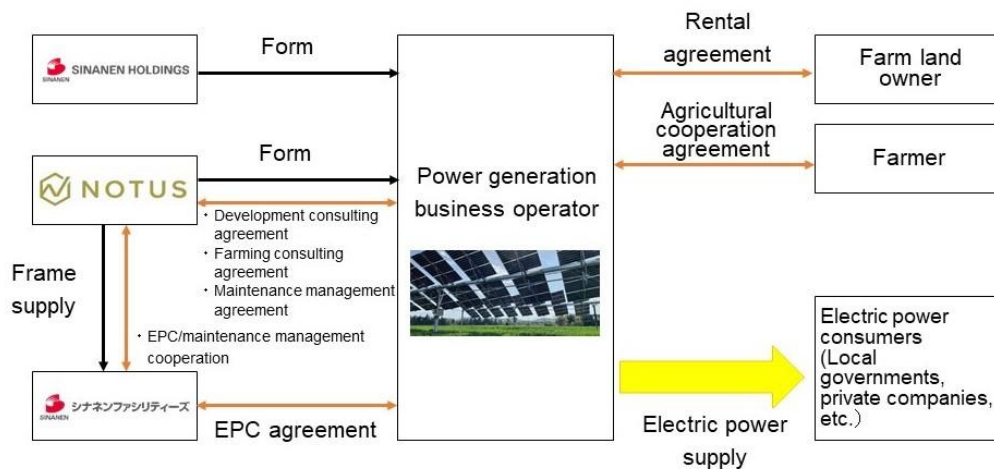 SINANEN
SINANEN HOLDINGS
Form
NOTUS
Form
・Development consulting
agreement
・Farming consulting
agreement
・Maintenance management
agreement
Frame
supply
・EPC/maintenance management
cooperation
SINANEN
シナネンファシリティーズ
EPC agreement
Power generation
business operator
Rental
agreement
Farm land
owner
Agricultural
cooperation
agreement
Farmer
Electric power
supply
Electric power
consumers
(Local
governments,
private companies,
etc.）